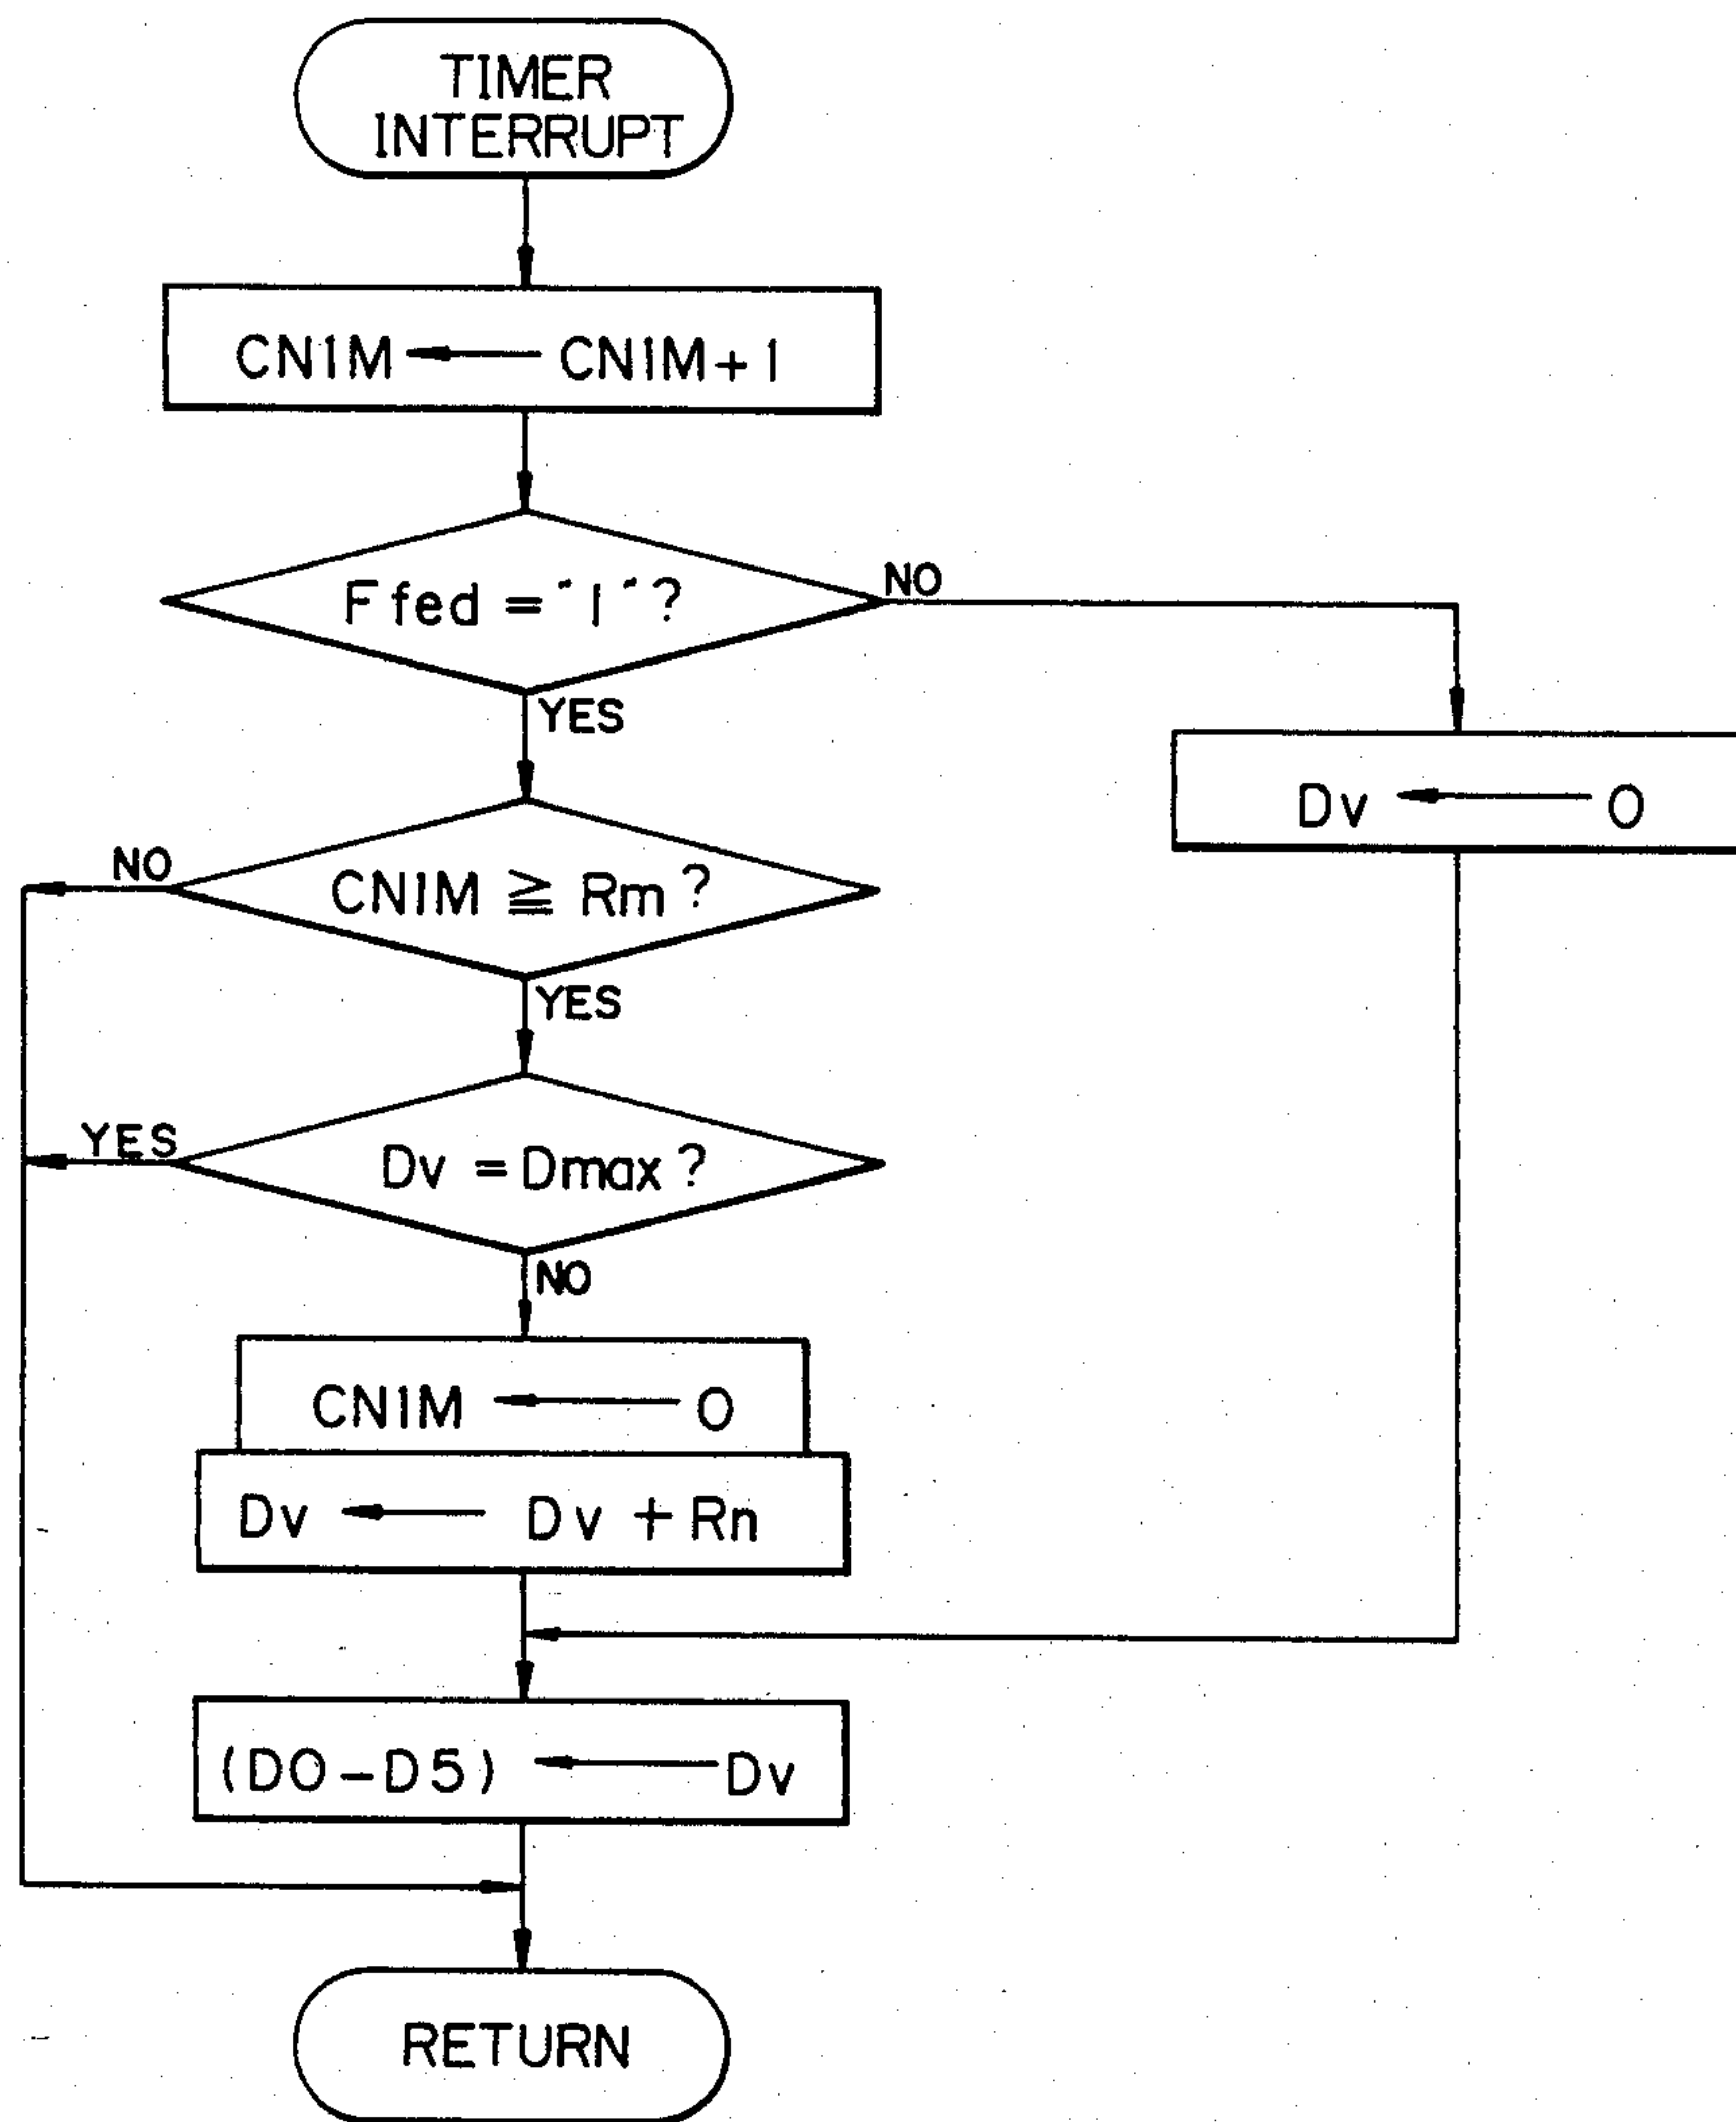 TIMER
INTERRUPT
CN1M ← CN1M+1
Ffed = "1"?
NO
YES
Dv ← 0
NO
CN1M ≧ Rm?
YES
YES
Dv = Dmax?
NO
CN1M ← 0
Dv ← Dv + Rn
(D0-D5) ← Dv
RETURN